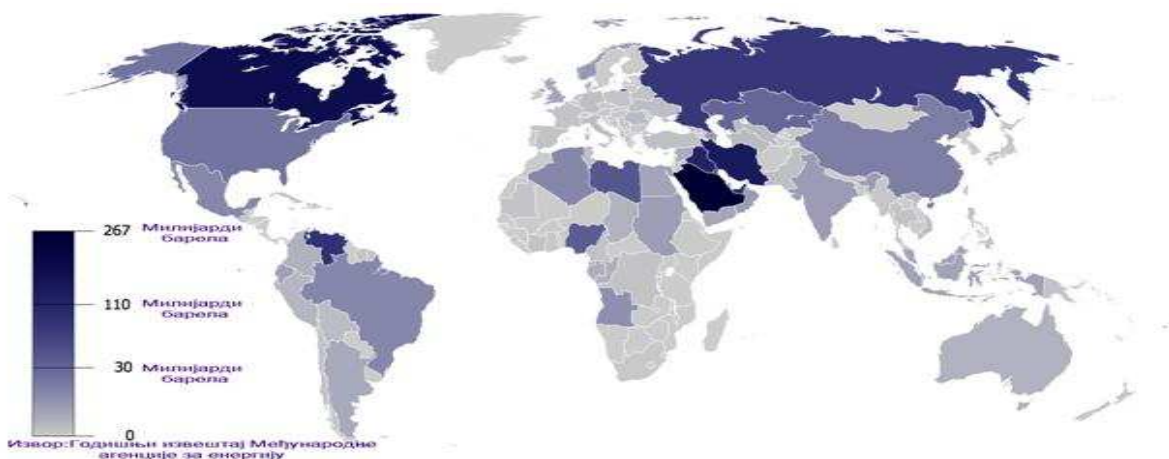 267 Милијарди
барела
110 Милијарди
барела
30 Милијарди
барела
0
Извор:Годишњи извештај Међународне
агенције за енергију